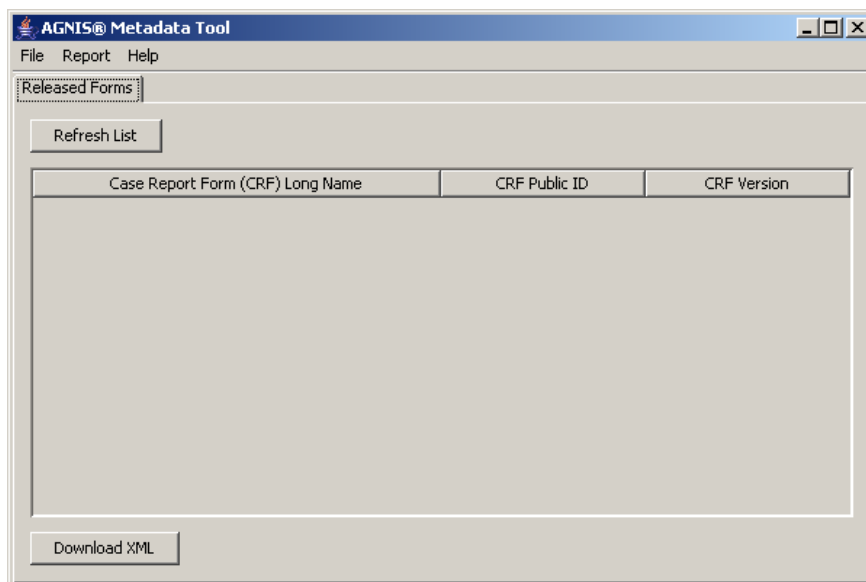 AGNIS® Metadata Tool
File Report Help
Released Forms
Refresh List
Case Report Form (CRF) Long Name CRF Public ID CRF Version
Download XML